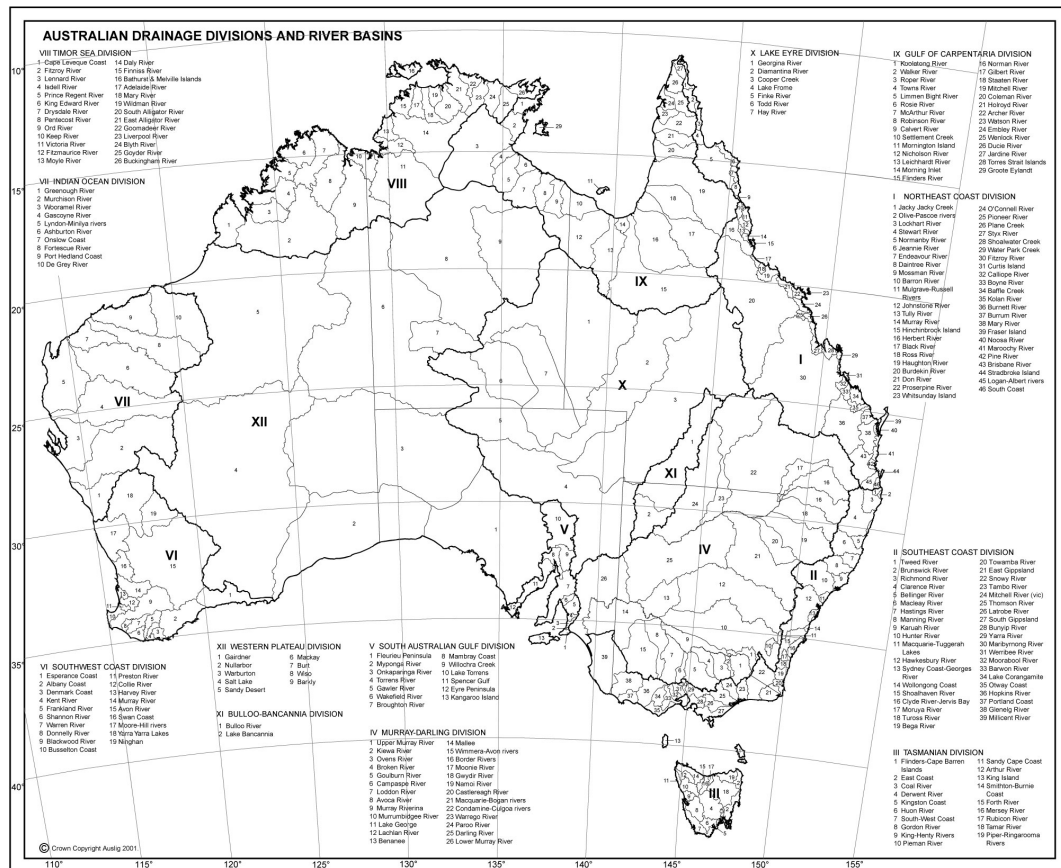 AUSTRALIAN DRAINAGE DIVISIONS AND RIVER BASINS
VIII TIMOR SEA DIVISION
1 Cape Leveque Coast
2 Fitzroy River
3 Lennard River
4 Isdell River
5 Prince Regent River
6 King Edward River
7 Drysdale River
8 Pentecost River
9 Ord River
10 Keep River
11 Victoria River
12 Fitzmaurice River
13 Moyle River
14 Daly River
15 Finniss River
16 Bathurst & Melville Islands
17 Adelaide River
18 Mary River
19 Wildman River
20 South Alligator River
21 East Alligator River
22 Goomadeer River
23 Liverpool River
24 Blyth River
25 Goyder River
26 Buckingham River
VII INDIAN OCEAN DIVISION
1 Greenough River
2 Murchison River
3 Wooramel River
4 Gascoyne River
5 Lyndon-Minilya rivers
6 Ashburton River
7 Onslow Coast
8 Fortescue River
9 Port Hedland Coast
10 De Grey River
X LAKE EYRE DIVISION
1 Georgina River
2 Diamantina River
3 Cooper Creek
4 Lake Frome
5 Finke River
6 Todd River
7 Hay River
IX GULF OF CARPENTARIA DIVISION
1 Koolatong River
2 Walker River
3 Roper River
4 Towns River
5 Limmen Bight River
6 Rosie River
7 McArthur River
8 Robinson River
9 Calvert River
10 Settlement Creek
11 Mornington Island
12 Nicholson River
13 Leichhardt River
14 Morning Inlet
15 Flinders River
16 Norman River
17 Gilbert River
18 Staaten River
19 Mitchell River
20 Coleman River
21 Holroyd River
22 Archer River
23 Watson River
24 Embley River
25 Wenlock River
26 Ducie River
27 Jardine River
28 Torres Strait Islands
29 Groote Eylandt
I NORTHEAST COAST DIVISION
1 Jacky Jacky Creek
2 Olive-Pascoe rivers
3 Lockhart River
4 Stewart River
5 Normanby River
6 Jeannie River
7 Endeavour River
8 Daintree River
9 Mossman River
10 Barron River
11 Mulgrave-Russell
Rivers
12 Johnstone River
13 Tully River
14 Murray River
15 Hinchinbrook Island
16 Herbert River
17 Black River
18 Ross River
19 Haughton River
20 Burdekin River
21 Don River
22 Proserpine River
23 Whitsunday Island
24 O'Connell River
25 Pioneer River
26 Plane Creek
27 Styx River
28 Shoalwater Creek
29 Water Park Creek
30 Fitzroy River
31 Curtis Island
32 Calliope River
33 Boyne River
34 Baffle Creek
35 Kolan River
36 Burnett River
37 Burrum River
38 Mary River
39 Fraser Island
40 Noosa River
41 Maroochy River
42 Pine River
43 Brisbane River
44 Stradbroke Island
45 Logan-Albert rivers
46 South Coast
II SOUTHEAST COAST DIVISION
1 Tweed River
2 Brunswick River
3 Richmond River
4 Clarence River
5 Bellinger River
6 Macleay River
7 Hastings River
8 Manning River
9 Karuah River
10 Hunter River
11 Macquarie-Tuggerah
Lakes
12 Hawkesbury River
13 Sydney Coast-Georges
River
14 Wollongong Coast
15 Shoalhaven River
16 Clyde River-Jervis Bay
17 Moruya River
18 Tuross River
19 Bega River
20 Towamba River
21 East Gippsland
22 Snowy River
23 Tambo River
24 Mitchell River (vic)
25 Thomson River
26 Latrobe River
27 South Gippsland
28 Bunyip River
29 Yarra River
30 Maribyrnong River
31 Werribee River
32 Moorabool River
33 Barwon River
34 Lake Corangamite
35 Otway Coast
36 Hopkins River
37 Portland Coast
38 Glenelg River
39 Millicent River
III TASMANIAN DIVISION
1 Flinders-Cape Barren
Islands
2 East Coast
3 Coal River
4 Derwent River
5 Kingston Coast
6 Huon River
7 South-West Coast
8 Gordon River
9 King-Henty Rivers
10 Pieman River
11 Sandy Cape Coast
12 Arthur River
13 King Island
14 Smithton-Burnie
Coast
15 Forth River
16 Mersey River
17 Rubicon River
18 Tamar River
19 Piper-Ringarooma
Rivers
VI SOUTHWEST COAST DIVISION
1 Esperance Coast
2 Albany Coast
3 Denmark Coast
4 Kent River
5 Frankland River
6 Shannon River
7 Warren River
8 Donnelly River
9 Blackwood River
10 Busselton Coast
11 Preston River
12 Collie River
13 Harvey River
14 Murray River
15 Avon River
16 Swan Coast
17 Moore-Hill rivers
18 Yarra Yarra Lakes
19 Ninghan
XII WESTERN PLATEAU DIVISION
1 Gairdner
2 Nullarbor
3 Warburton
4 Salt Lake
5 Sandy Desert
6 Mackay
7 Burt
8 Wiso
9 Barkly
XI BULLOO-BANCANNIA DIVISION
1 Bulloo River
2 Lake Bancannia
V SOUTH AUSTRALIAN GULF DIVISION
1 Fleurieu Peninsula
2 Myponga River
3 Onkaparinga River
4 Torrens River
5 Gawler River
6 Wakefield River
7 Broughton River
8 Mambray Coast
9 Willochra Creek
10 Lake Torrens
11 Spencer Gulf
12 Eyre Peninsula
13 Kangaroo Island
IV MURRAY-DARLING DIVISION
1 Upper Murray River
2 Kiewa River
3 Ovens River
4 Broken River
5 Goulburn River
6 Campaspe River
7 Loddon River
8 Avoca River
9 Murray Riverina
10 Murrumbidgee River
11 Lake George
12 Lachlan River
13 Benanee
14 Mallee
15 Wimmera-Avon rivers
16 Border Rivers
17 Moonie River
18 Gwydir River
19 Namoi River
20 Castlereagh River
21 Macquarie-Bogan rivers
22 Condamine-Culgoa rivers
23 Warrego River
24 Paroo River
25 Darling River
26 Lower Murray River
VIII
IX
I
VII
X
XII
XI
V
IV
VI
II
III
10°
15°
20°
25°
30°
35°
40°
© Crown Copyright Auslig 2001.
110° 115° 120° 125° 130° 135° 140° 145° 150° 155°